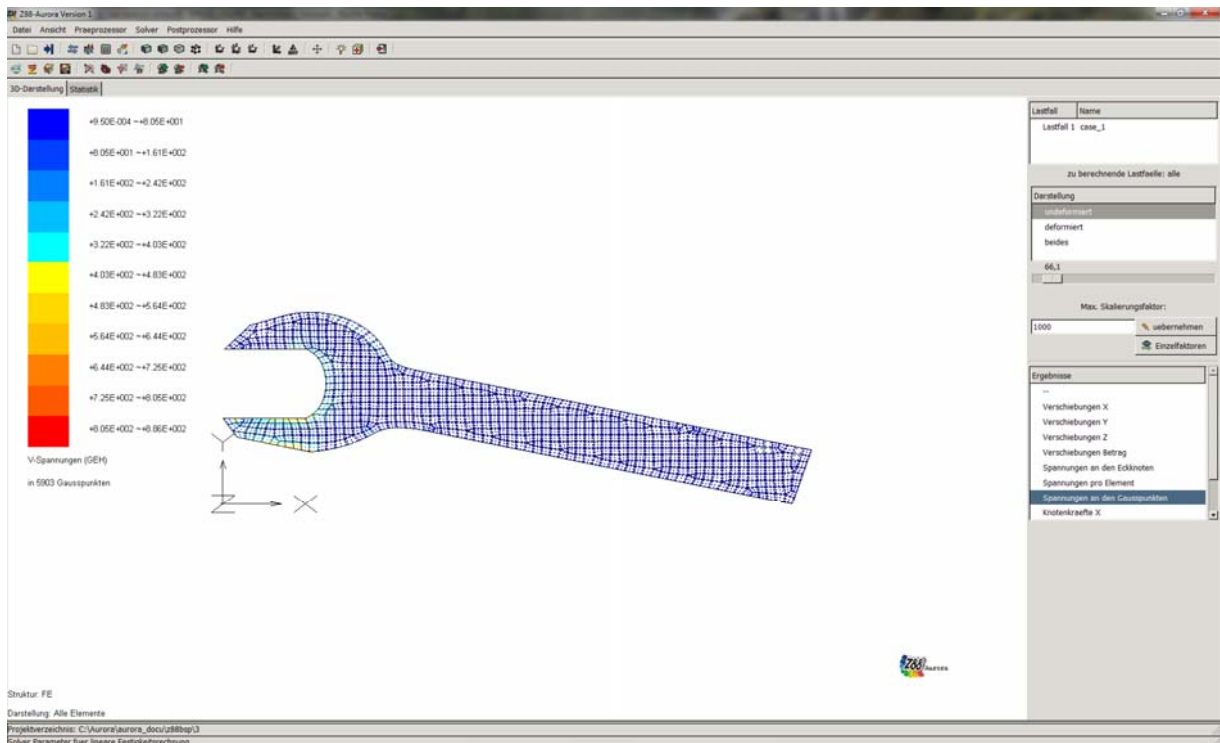 Z88-Aurora Version 1
Datei Ansicht Praeprozessor Solver Postprozessor Hilfe
3D-Darstellung Statistik
+9.50E-004 ~+8.05E+001
+8.05E+001 ~+1.61E+002
+1.61E+002 ~+2.42E+002
+2.42E+002 ~+3.22E+002
+3.22E+002 ~+4.03E+002
+4.03E+002 ~+4.83E+002
+4.83E+002 ~+5.64E+002
+5.64E+002 ~+6.44E+002
+6.44E+002 ~+7.25E+002
+7.25E+002 ~+8.05E+002
+8.05E+002 ~+8.86E+002
V-Spannungen (GEH)
in 5903 Gausspunkten
Y
Z
X
Z88 Aurora
Struktur: FE
Darstellung: Alle Elemente
Lastfall Name
Lastfall 1 case_1
zu berechnende Lastfaelle: alle
Darstellung
undeformiert
deformiert
beides
66,1
Max. Skalierungsfaktor:
1000
uebernehmen
Einzelfaktoren
Ergebnisse
--
Verschiebungen X
Verschiebungen Y
Verschiebungen Z
Verschiebungen Betrag
Spannungen an den Eckknoten
Spannungen pro Element
Spannungen an den Gausspunkten
Knotenkraefte X
Projektverzeichnis: C:\Aurora\aurora_docu\z88bsp\3
Solver Parameter fuer lineare Festigkeitsrechnung